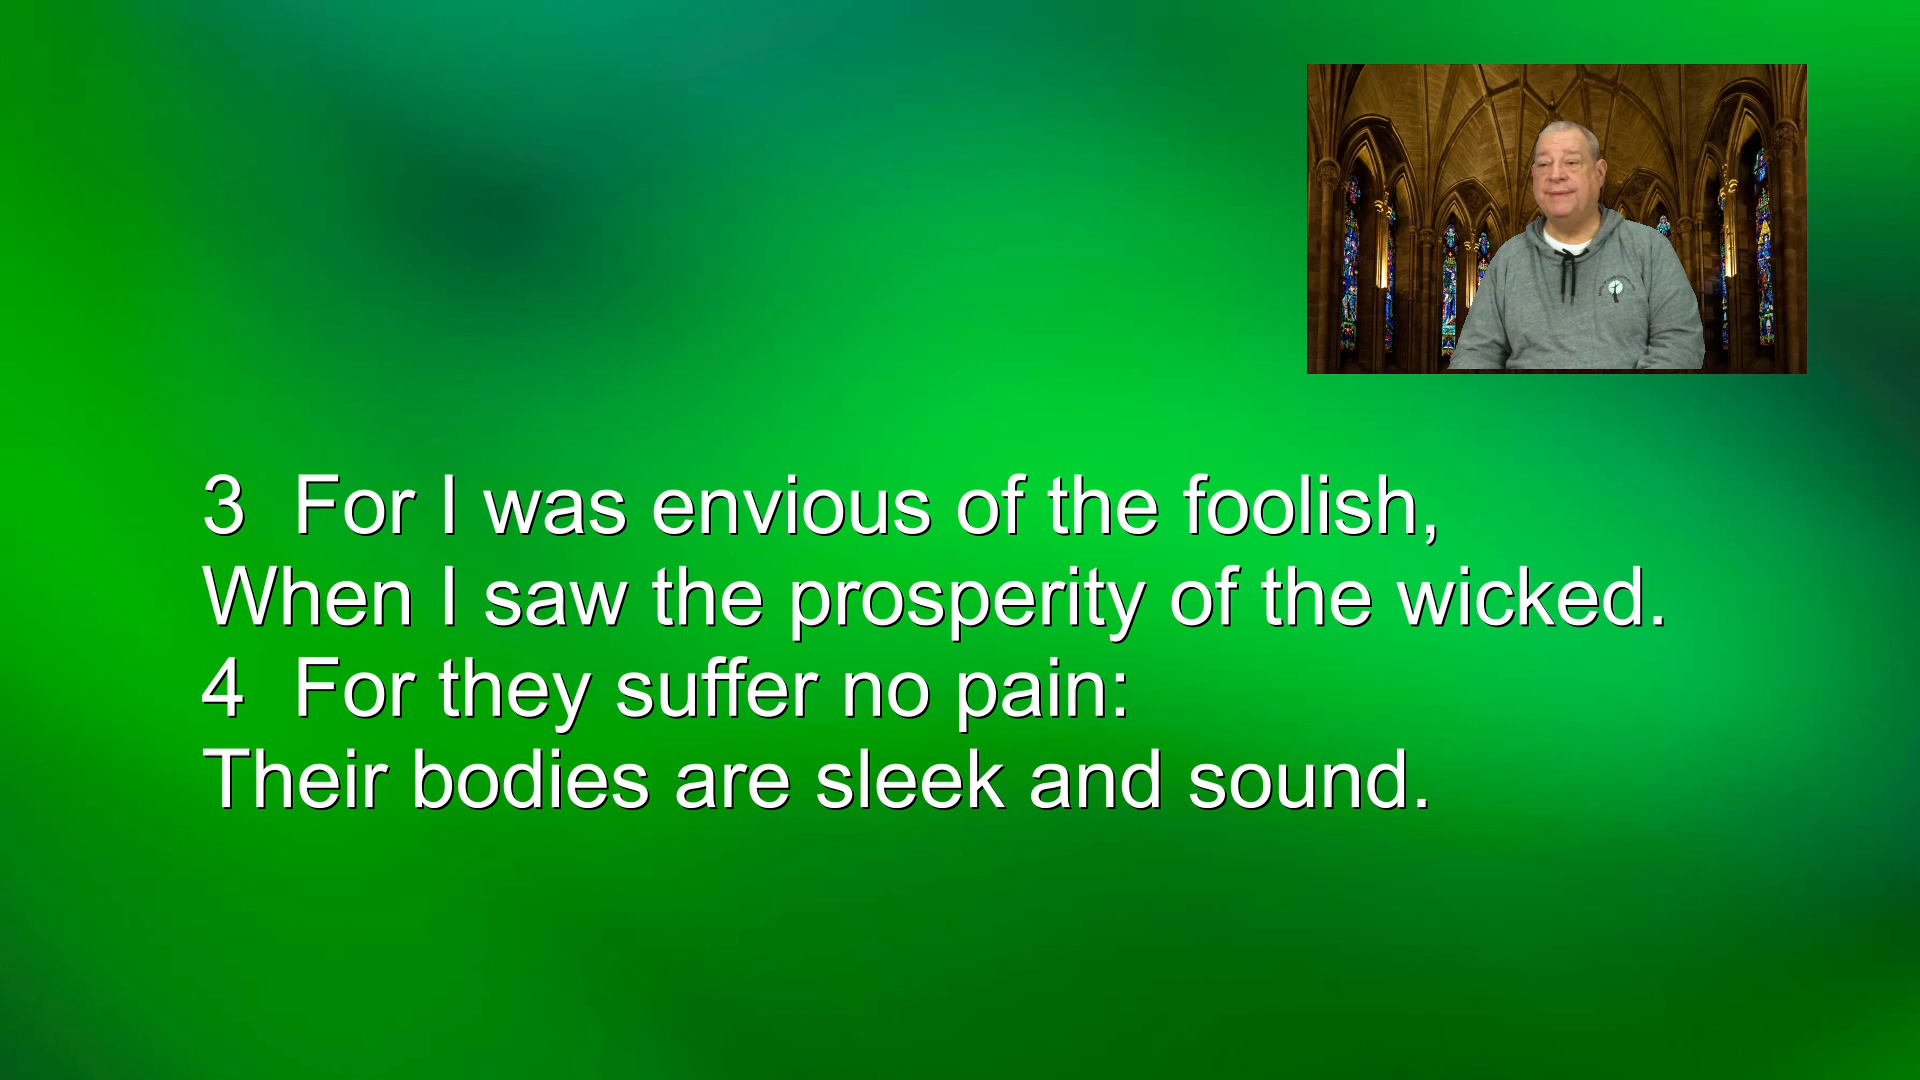 3 For I was envious of the foolish,
When I saw the prosperity of the wicked.
4 For they suffer no pain:
Their bodies are sleek and sound.